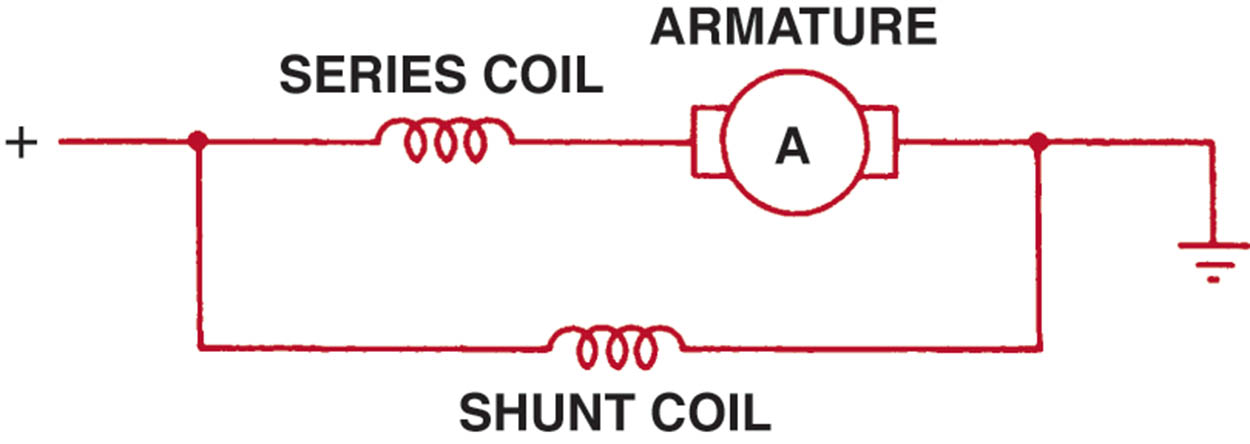 ARMATURE
SERIES COIL
+
A
SHUNT COIL